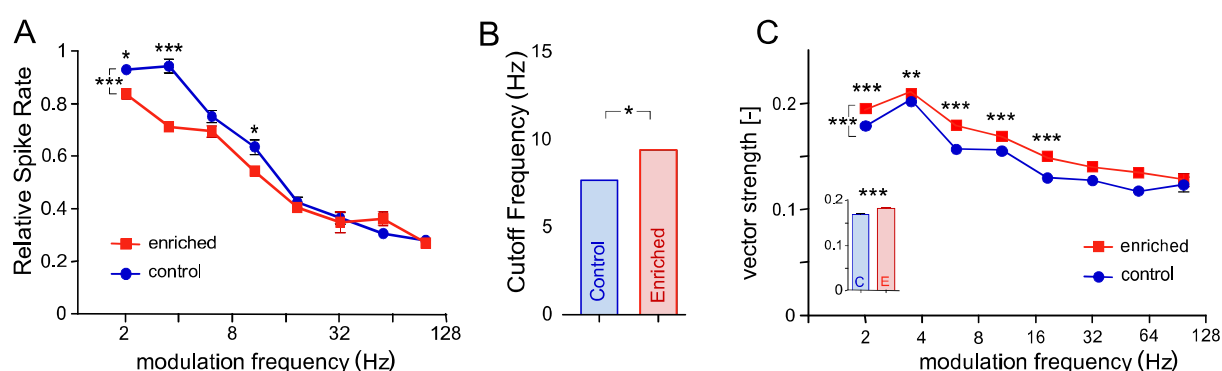 A
Relative Spike Rate
1
0.8
0.6
0.4
0.2
0
* ***
***
*
enriched
control
2 8 32 128
modulation frequency (Hz)
B
Cutoff Frequency (Hz)
15
10
5
0
*
Control
Enriched
C
vector strength [-]
0.2
0.1
0
*** ** *** *** ***
***
***
0.2
0.1
0
C E
enriched
control
2 4 8 16 32 64 128
modulation frequency (Hz)